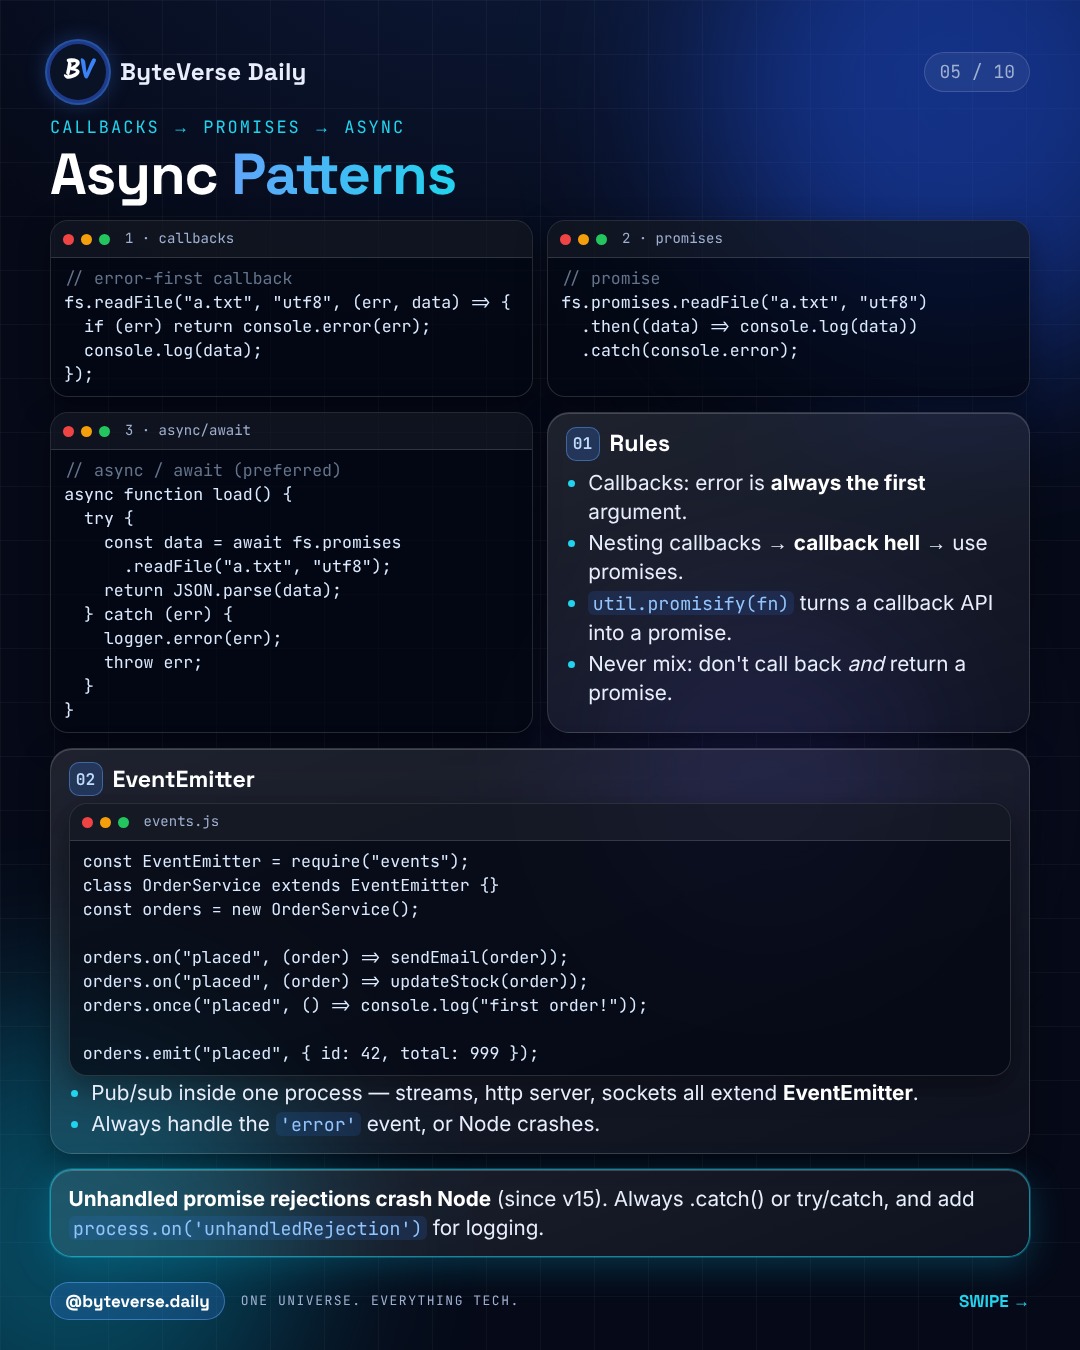 BV ByteVerse Daily
05 / 10
CALLBACKS → PROMISES → ASYNC
Async Patterns
1 · callbacks
// error-first callback
fs.readFile("a.txt", "utf8", (err, data) => {
  if (err) return console.error(err);
  console.log(data);
});
2 · promises
// promise
fs.promises.readFile("a.txt", "utf8")
  .then((data) => console.log(data))
  .catch(console.error);
3 · async/await
// async / await (preferred)
async function load() {
  try {
    const data = await fs.promises
      .readFile("a.txt", "utf8");
    return JSON.parse(data);
  } catch (err) {
    logger.error(err);
    throw err;
  }
}
01 Rules
• Callbacks: error is always the first
argument.
• Nesting callbacks → callback hell → use
promises.
• util.promisify(fn) turns a callback API
into a promise.
• Never mix: don't call back and return a
promise.
02 EventEmitter
events.js
const EventEmitter = require("events");
class OrderService extends EventEmitter {}
const orders = new OrderService();
orders.on("placed", (order) => sendEmail(order));
orders.on("placed", (order) => updateStock(order));
orders.once("placed", () => console.log("first order!"));
orders.emit("placed", { id: 42, total: 999 });
• Pub/sub inside one process — streams, http server, sockets all extend EventEmitter.
• Always handle the 'error' event, or Node crashes.
Unhandled promise rejections crash Node (since v15). Always .catch() or try/catch, and add
process.on('unhandledRejection') for logging.
@byteverse.daily
ONE UNIVERSE. EVERYTHING TECH.
SWIPE →